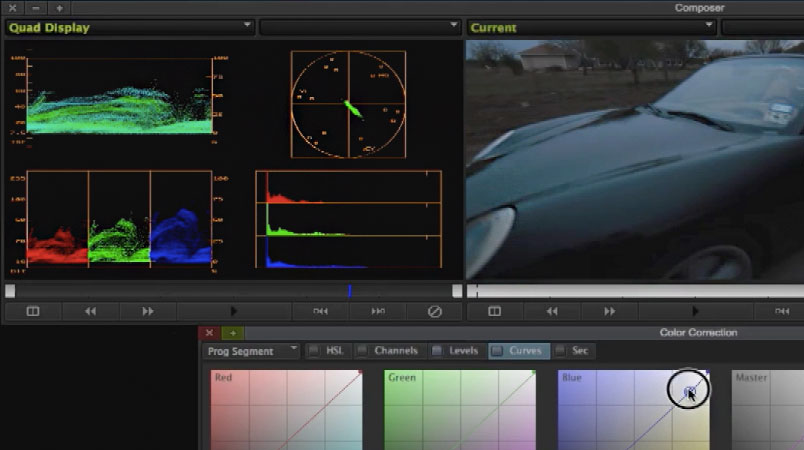 Composer
Quad Display
Current
Color Correction
Prog Segment HSL Channels Levels Curves Sec
Red Green Blue Master